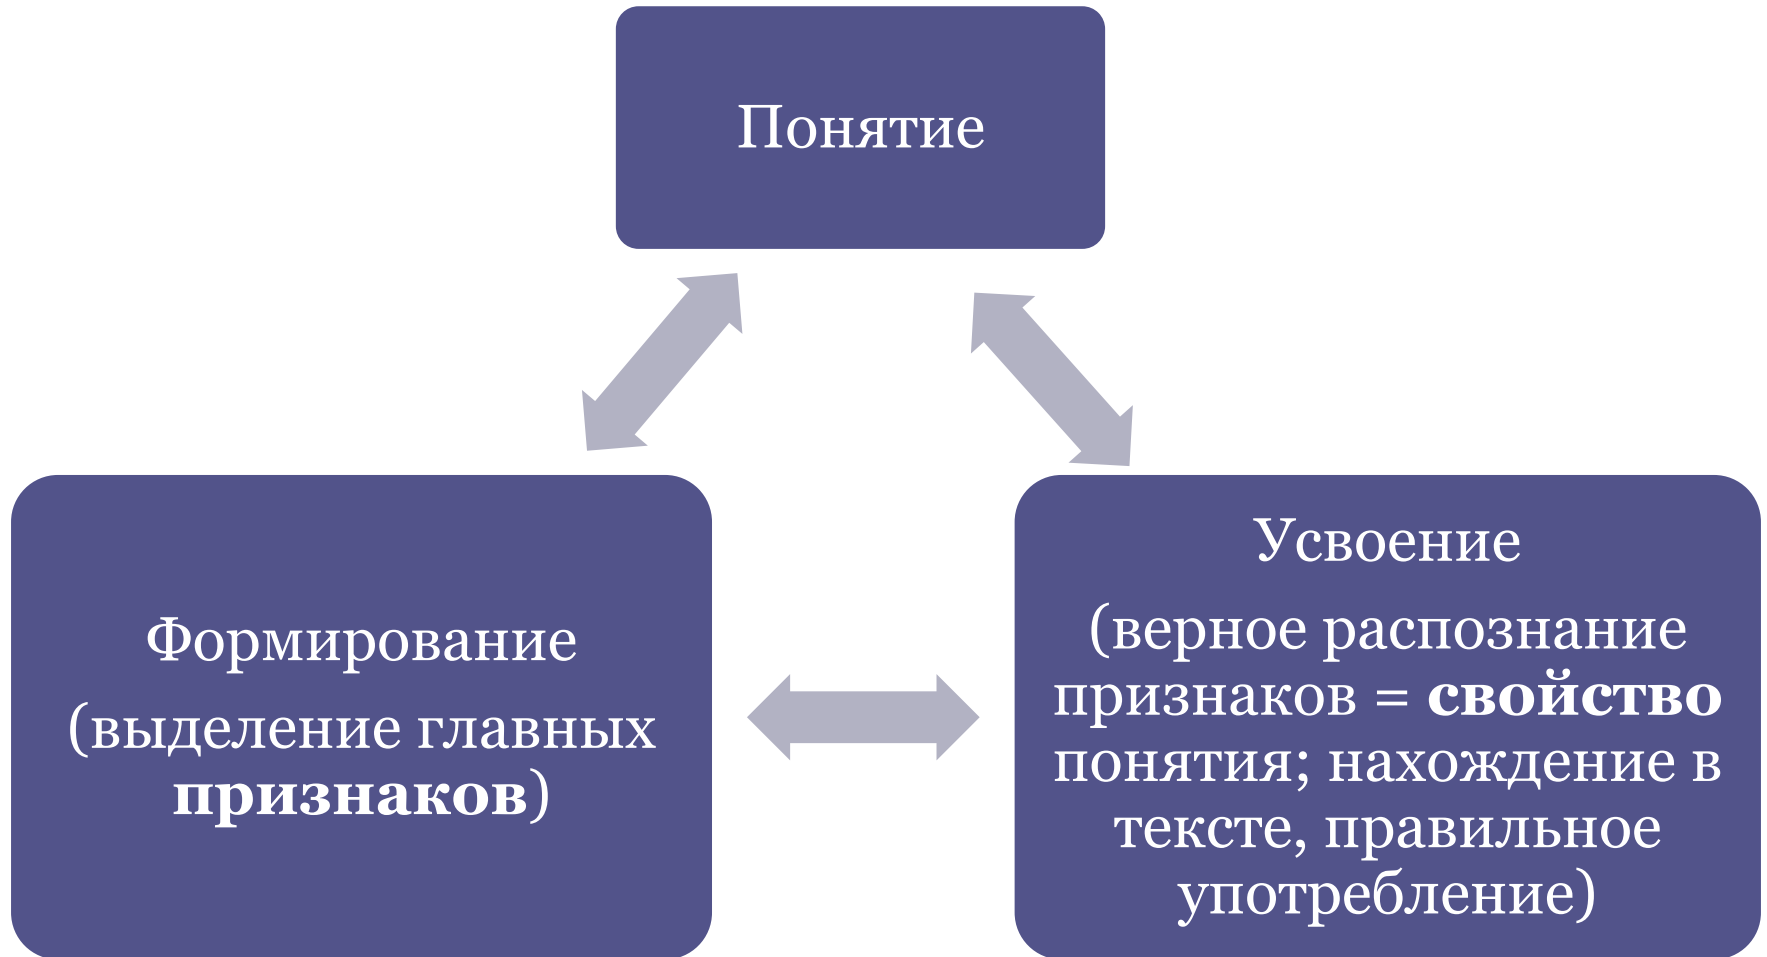 Понятие
Формирование
(выделение главных
признаков)
Усвоение
(верное распознание
признаков = свойство
понятия; нахождение в
тексте, правильное
употребление)